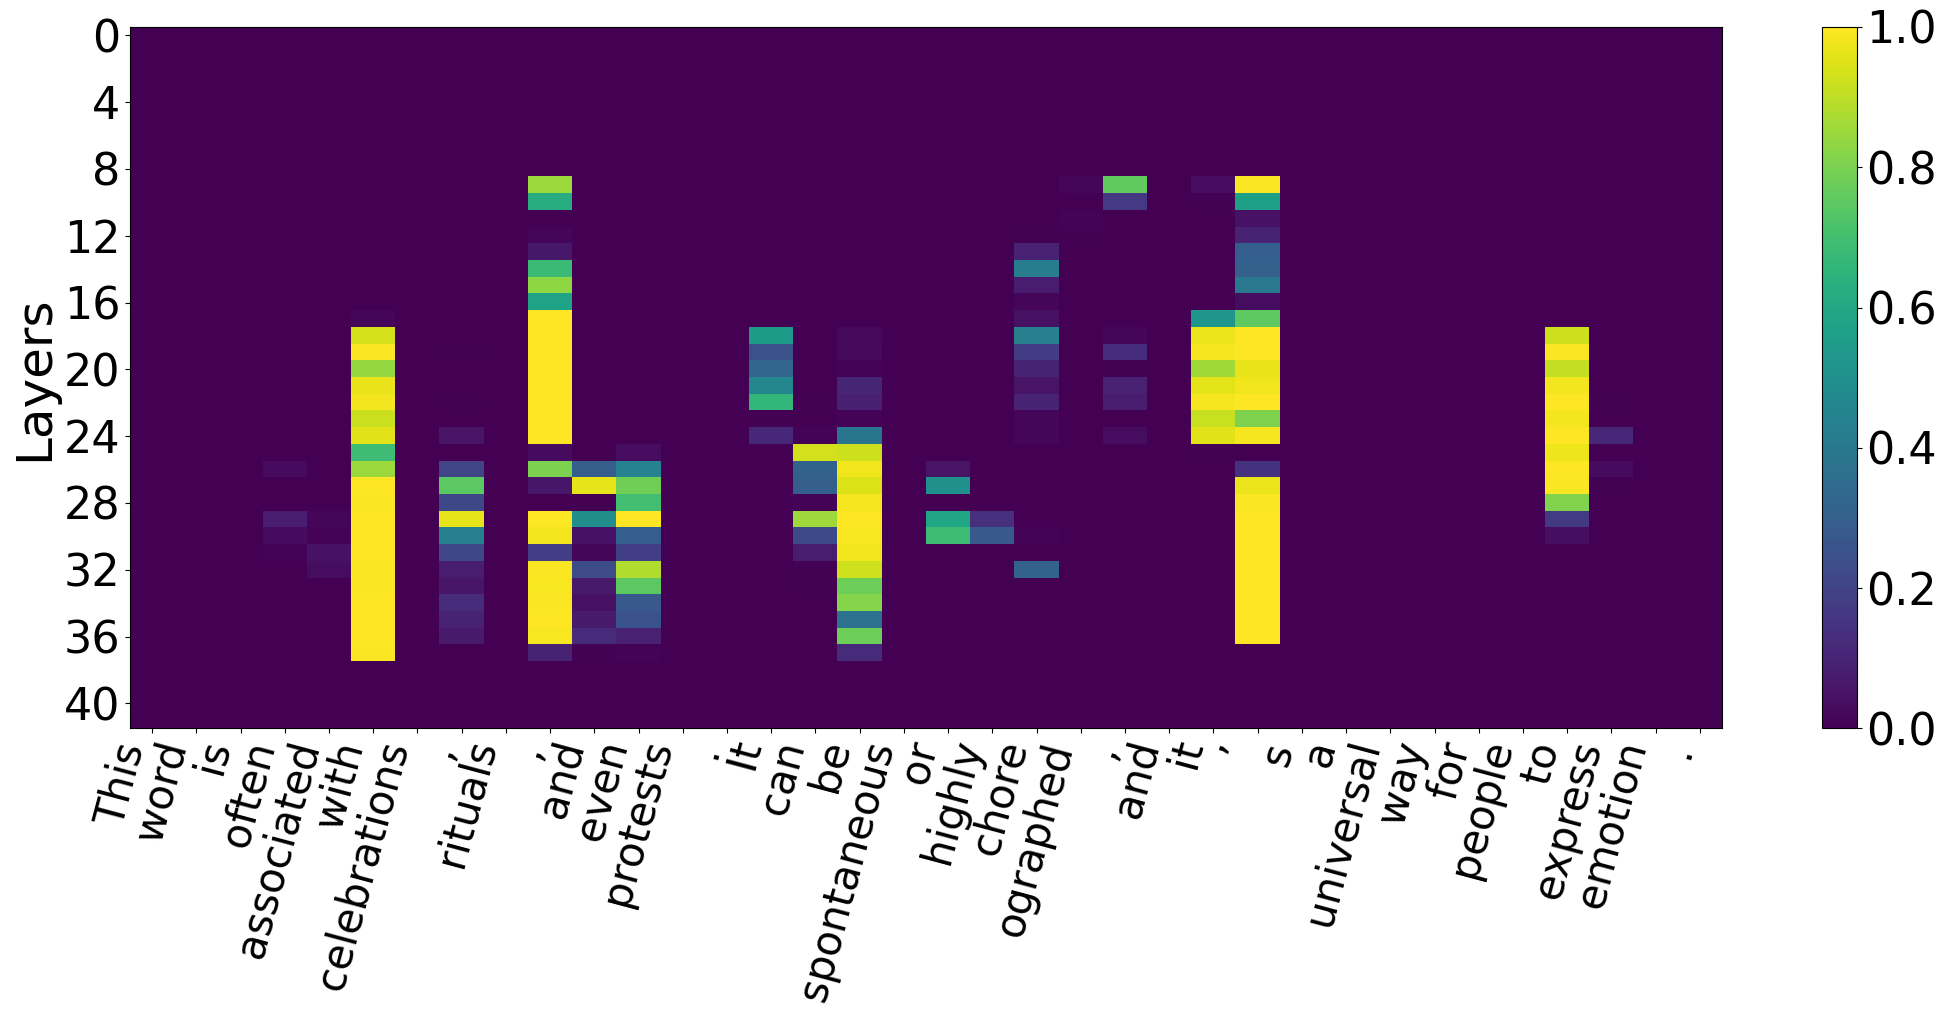 0
4
8
12
16
20
24
28
32
36
40
Layers
This
word
is
often
associated
with
celebrations
,
rituals
,
and
even
protests
.
It
can
be
spontaneous
or
highly
chore
ographed
,
and
it
’
s
a
universal
way
for
people
to
express
emotion
.
1.0
0.8
0.6
0.4
0.2
0.0